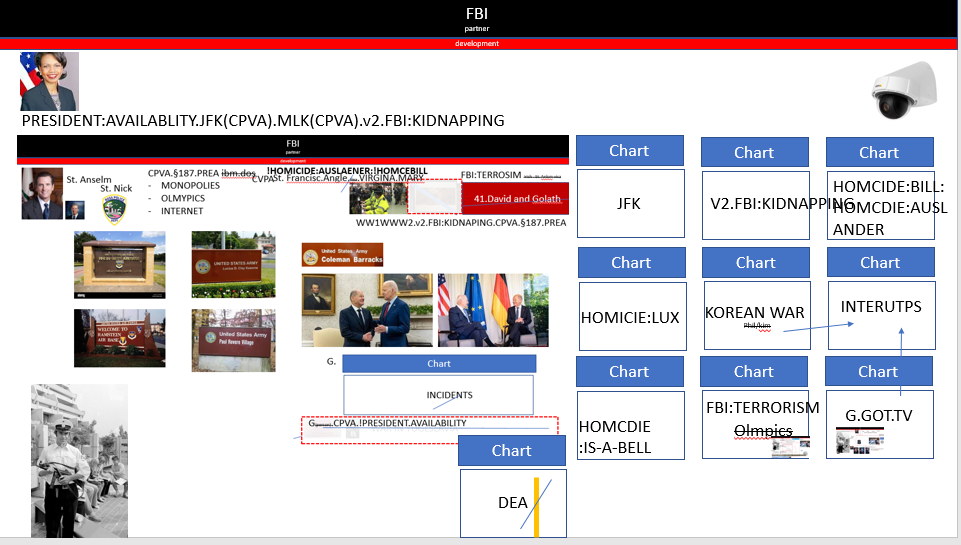 FBI
partner
development
PRESIDENT:AVAILABLITY.JFK(CPVA).MLK(CPVA).v2.FBI:KIDNAPPING
FBI
partner
development
St. Anselm
St. Nick
CPVA.§187.PREA ibm.dos
- MONOPOLIES
- OLMYPICS
- INTERNET
!HOMICIDE:AUSLAENER:!HOMCEBILL
CVPA
St. Francisc.Angle
VIRGINA.MARY
FBI:TERROSIM
41.David and Golath
WW1WWW2.v2.FBI:KIDNAPING.CPVA.§187.PREA
United States Army
United States Army
Coleman Barracks
WELCOME TO
RAMSTEIN
AIR BASE
United States Army
Paul Revere Village
G.
Chart
INCIDENTS
G
.CPVA.!PRESIDENT.AVAILABILITY
Chart
DEA
Chart
JFK
Chart
V2.FBI:KIDNAPPING
Chart
HOMCIDE:BILL:
HOMCDIE:AUSL
ANDER
Chart
HOMICIE:LUX
Chart
KOREAN WAR
Phil/kim
Chart
INTERUTPS
Chart
HOMCDIE
:IS-A-BELL
Chart
FBI:TERRORISM
Olmpics
Chart
G.GOT.TV